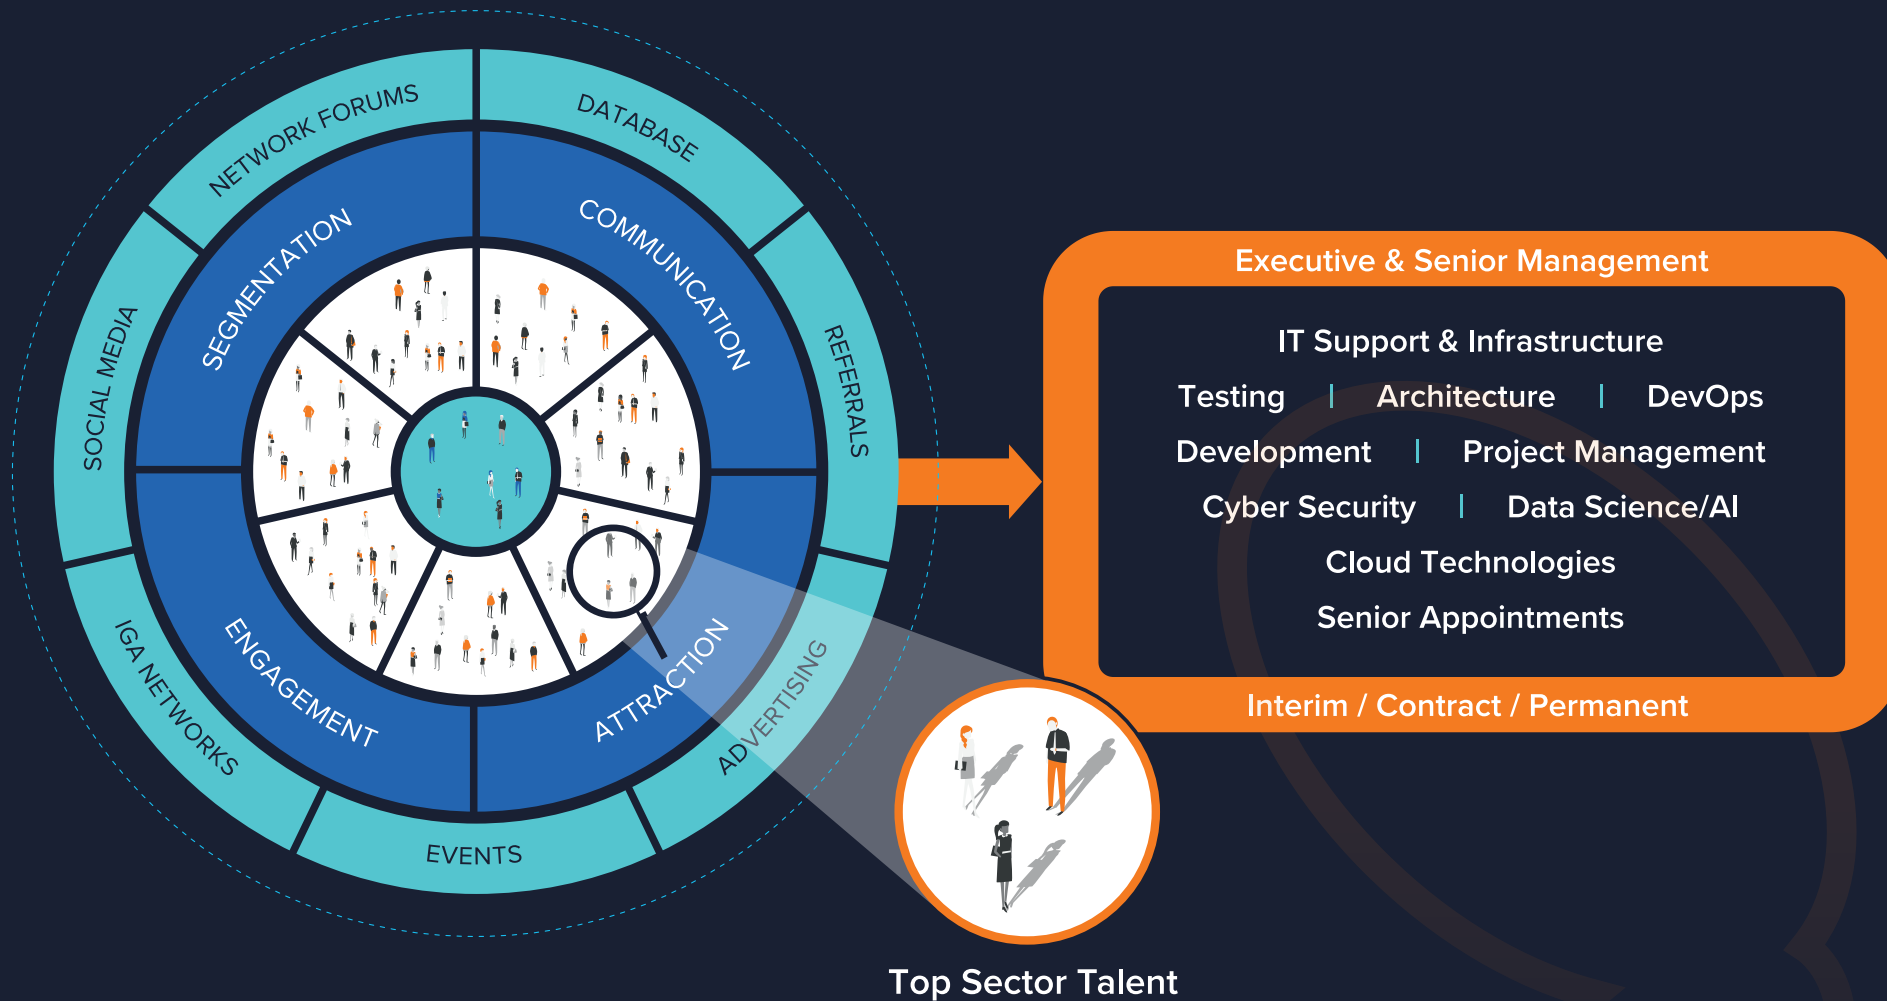 NETWORK FORUMS
DATABASE
REFERRALS
ADVERTISING
EVENTS
IGA NETWORKS
SOCIAL MEDIA
SEGMENTATION
COMMUNICATION
ATTRACTION
ENGAGEMENT
Executive & Senior Management
IT Support & Infrastructure
Testing | Architecture | DevOps
Development | Project Management
Cyber Security | Data Science/AI
Cloud Technologies
Senior Appointments
Interim / Contract / Permanent
Top Sector Talent